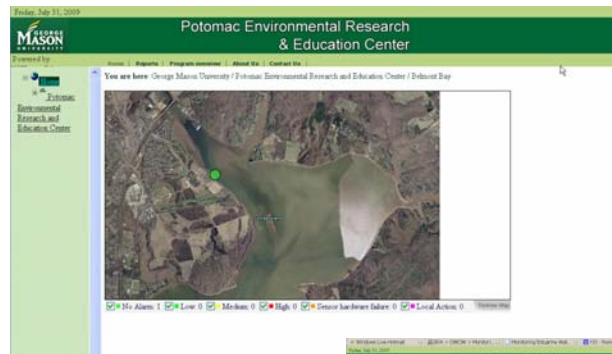 Friday, July 31, 2009
GEORGE
MASON
UNIVERSITY
Potomac Environmental Research
& Education Center
Powered by
Home | Reports | Program overview | About Us | Contact Us |
You are here: George Mason University / Potomac Environmental Research and Education Center / Belmont Bay
Potomac
Environmental
Research and
Education Center
No Alarm: 1 Low: 0 Medium: 0 High: 0 Sensor hardware failure: 0 Local Action: 0
Windows Live Hotmail
Friday, July 31, 2009